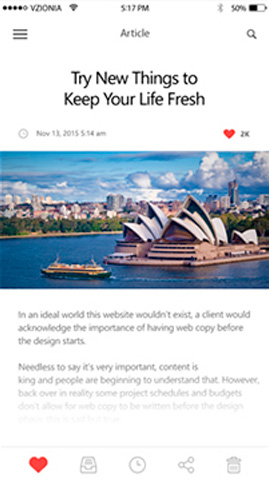 VZIONIA 5:17 PM 50%
Article
Try New Things to
Keep Your Life Fresh
Nov 13, 2015 5:14 am 2K
In an ideal world this website wouldn't exist, a client would
acknowledge the importance of having web copy before
the design starts.
Needless to say it's very important, content is
king and people are beginning to understand that. However,
back over in reality some project schedules and budgets
don't allow for web copy to be written before the design